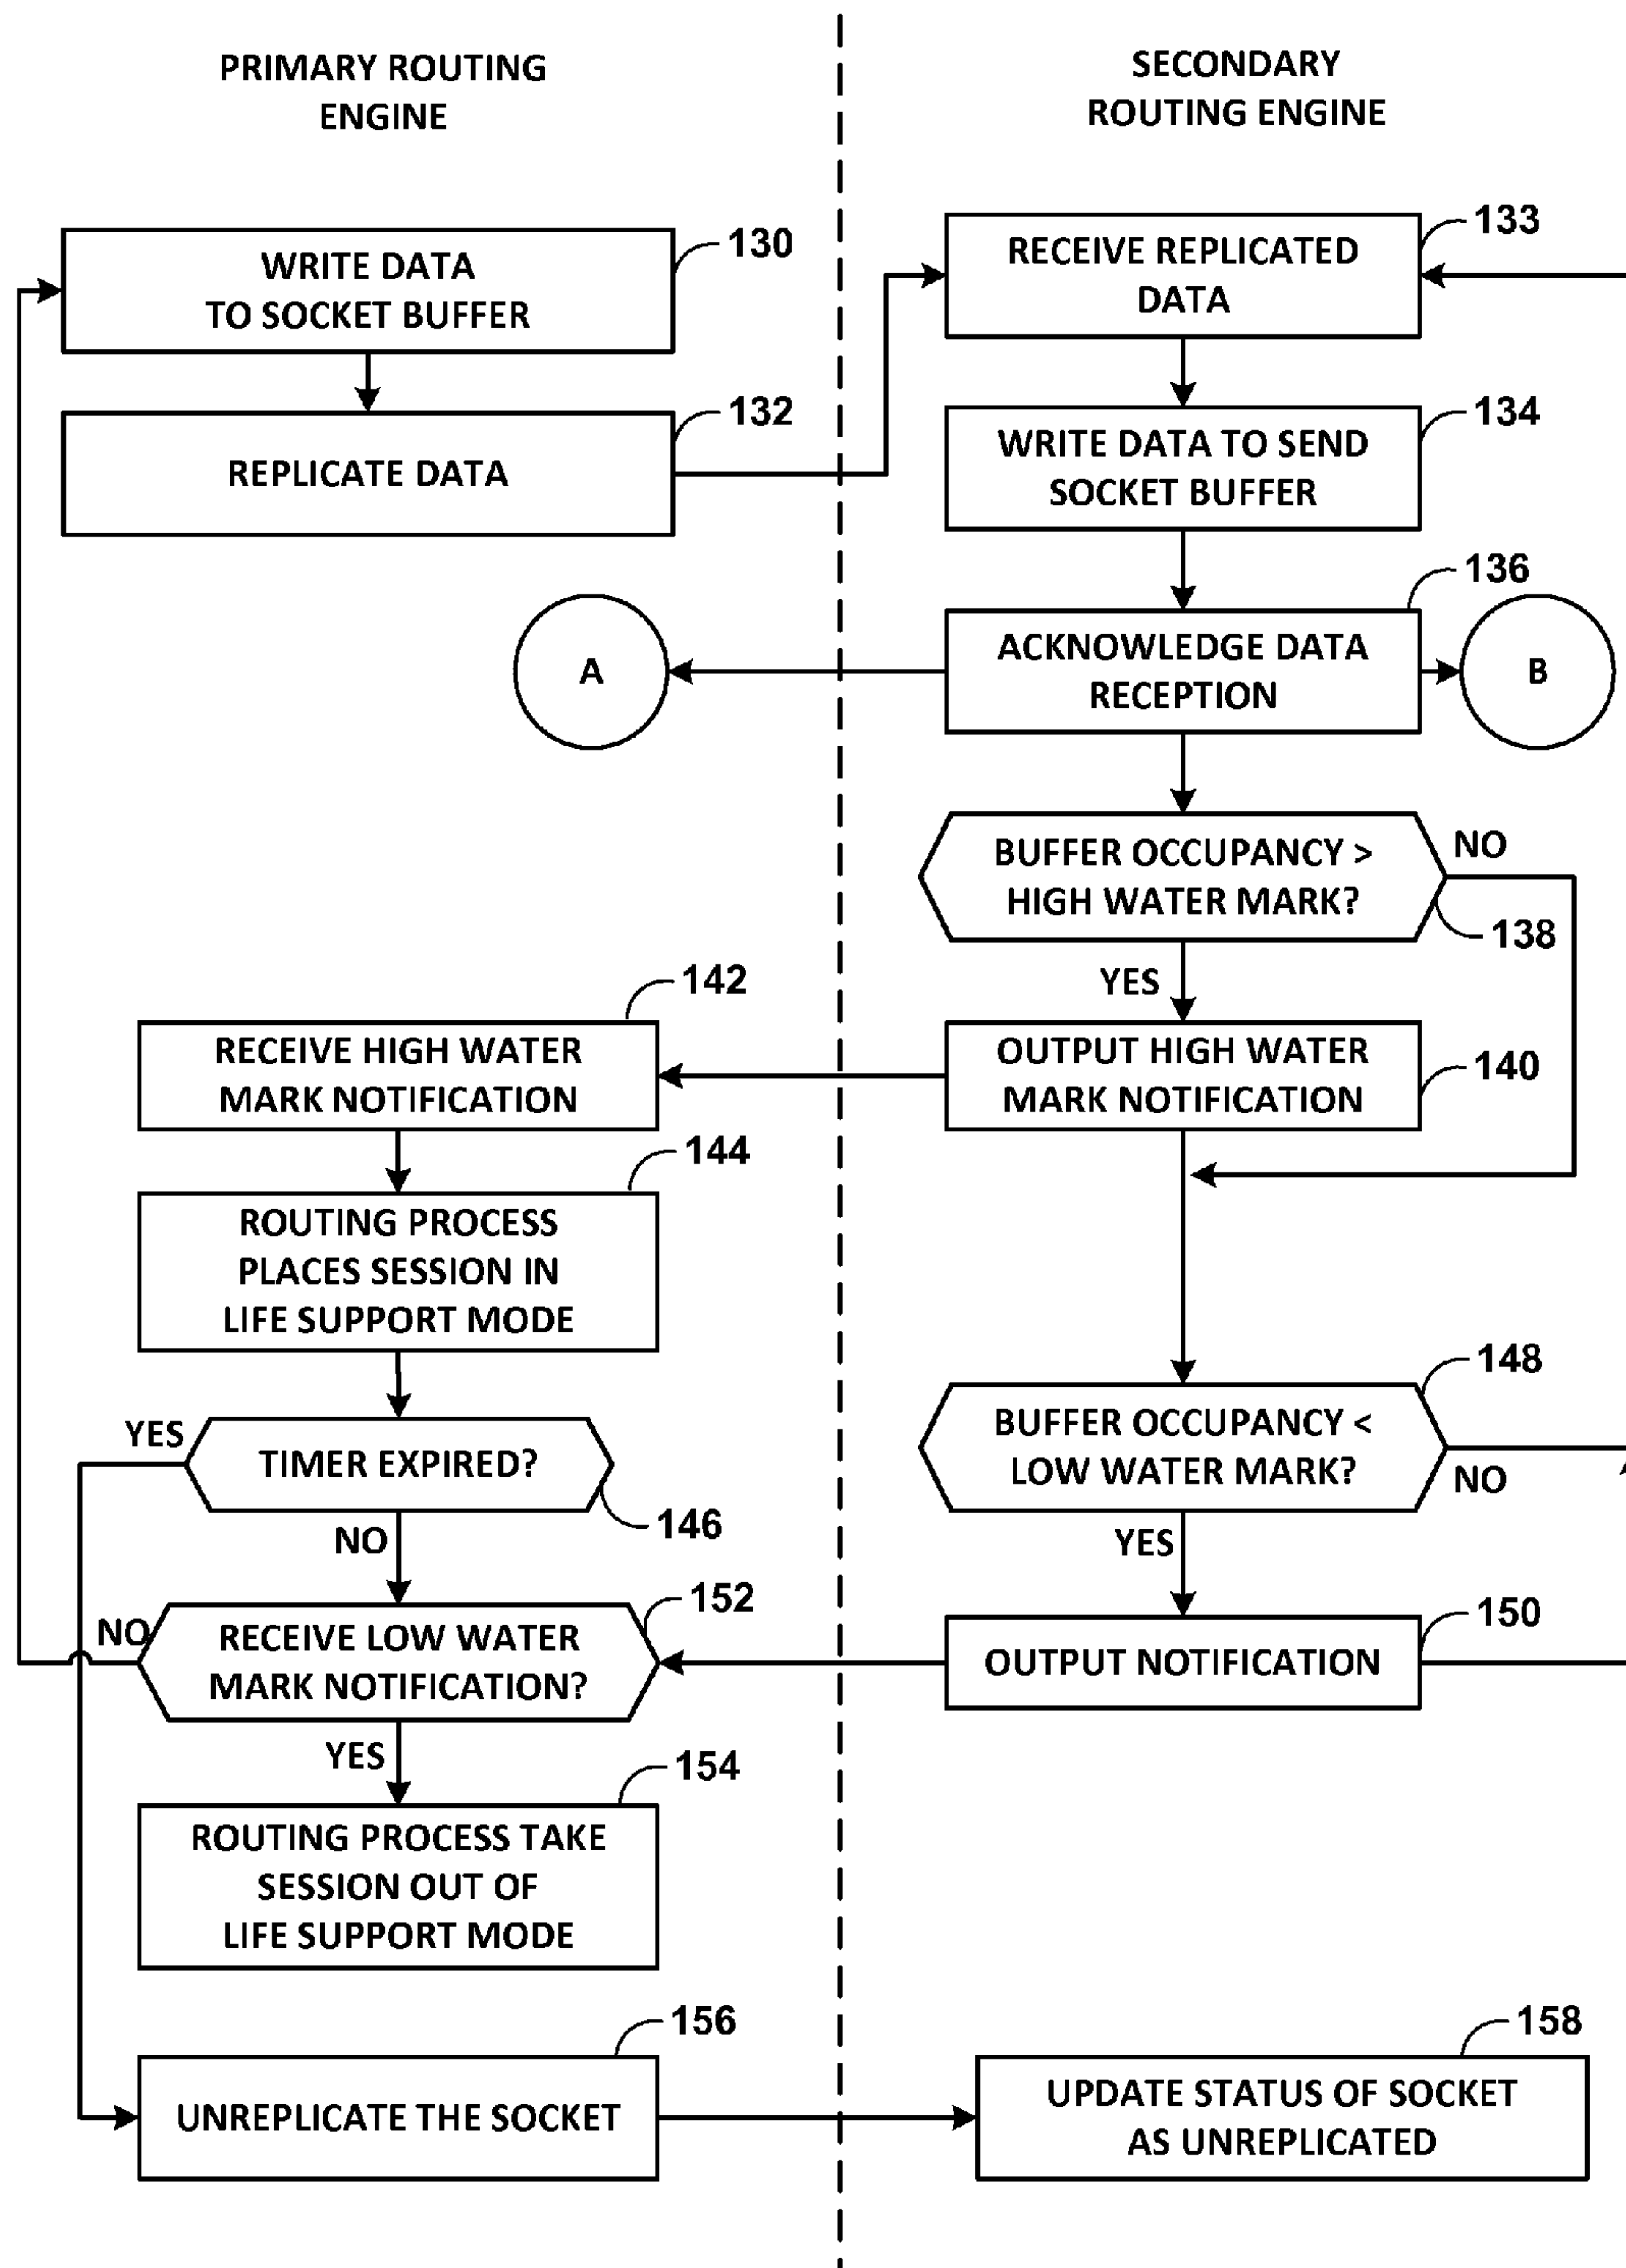 PRIMARY ROUTING
ENGINE
SECONDARY
ROUTING ENGINE
WRITE DATA
TO SOCKET BUFFER
130
REPLICATE DATA
132
RECEIVE REPLICATED
DATA
133
WRITE DATA TO SEND
SOCKET BUFFER
134
136
A
ACKNOWLEDGE DATA
RECEPTION
B
BUFFER OCCUPANCY >
HIGH WATER MARK?
NO
138
YES
142
RECEIVE HIGH WATER
MARK NOTIFICATION
OUTPUT HIGH WATER
MARK NOTIFICATION
140
144
ROUTING PROCESS
PLACES SESSION IN
LIFE SUPPORT MODE
148
YES
TIMER EXPIRED?
146
NO
BUFFER OCCUPANCY <
LOW WATER MARK?
NO
YES
152
NO
RECEIVE LOW WATER
MARK NOTIFICATION?
150
OUTPUT NOTIFICATION
YES
154
ROUTING PROCESS TAKE
SESSION OUT OF
LIFE SUPPORT MODE
156
UNREPLICATE THE SOCKET
158
UPDATE STATUS OF SOCKET
AS UNREPLICATED